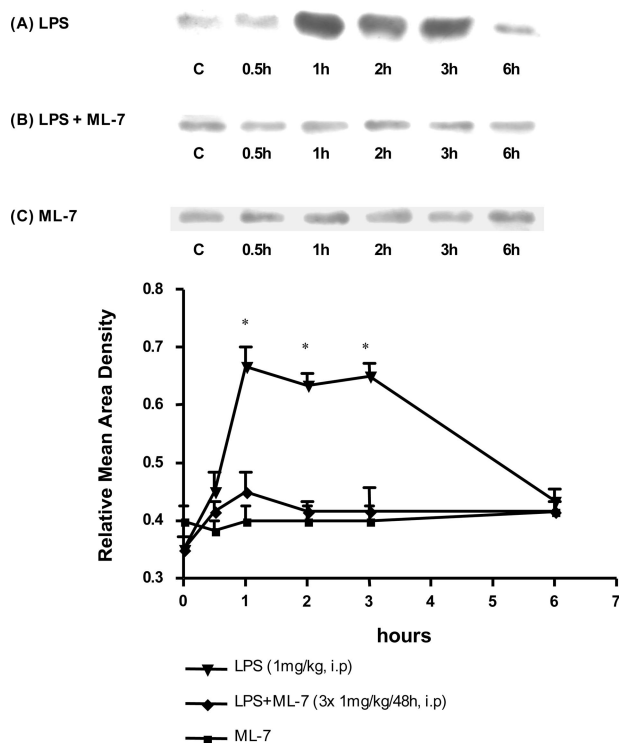 (A) LPS
C 0.5h 1h 2h 3h 6h
(B) LPS + ML-7
C 0.5h 1h 2h 3h 6h
(C) ML-7
C 0.5h 1h 2h 3h 6h
Relative Mean Area Density
0.8
0.7
0.6
0.5
0.4
0.3
* * *
0 1 2 3 4 5 6 7
hours
LPS (1mg/kg, i.p)
LPS+ML-7 (3x 1mg/kg/48h, i.p)
ML-7